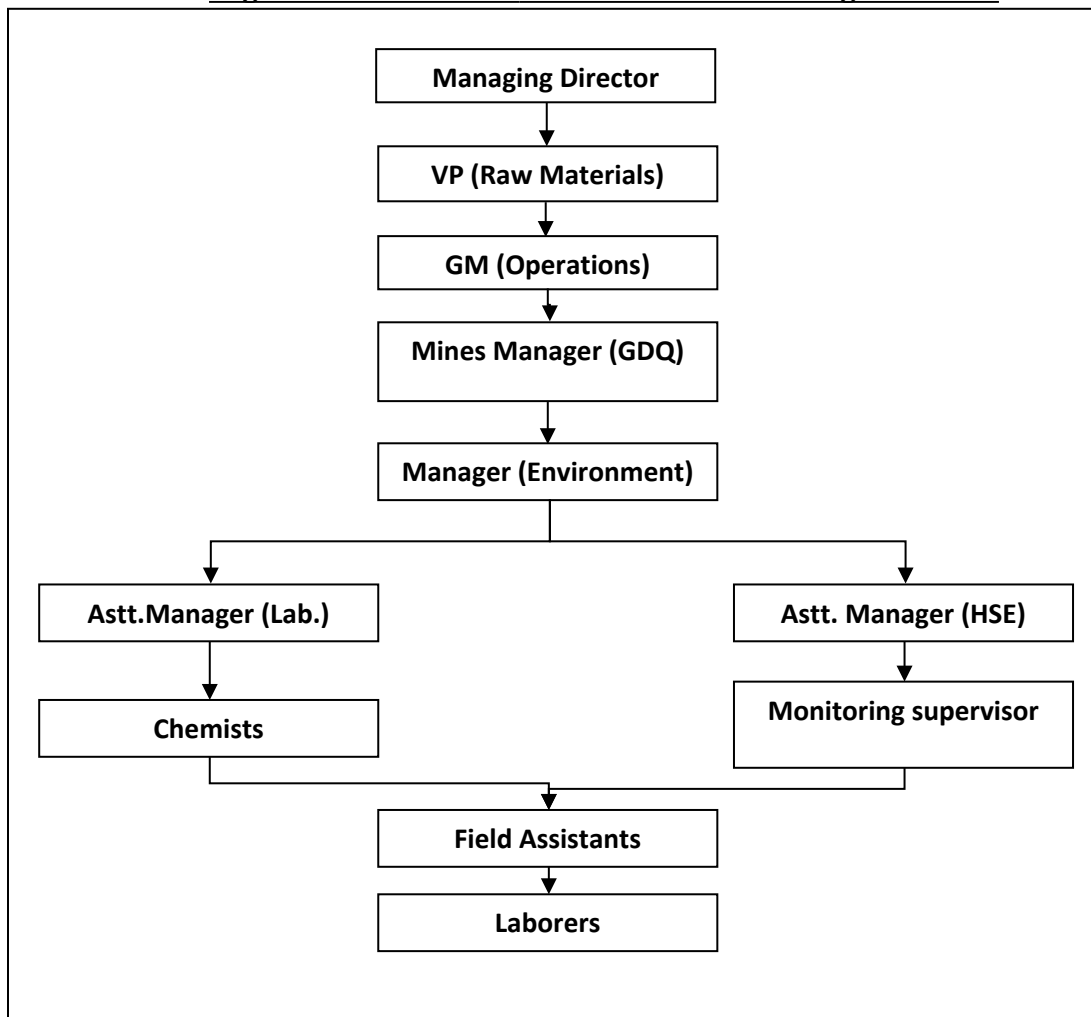 Managing Director
VP (Raw Materials)
GM (Operations)
Mines Manager (GDQ)
Manager (Environment)
Astt.Manager (Lab.)
Astt. Manager (HSE)
Chemists
Monitoring supervisor
Field Assistants
Laborers